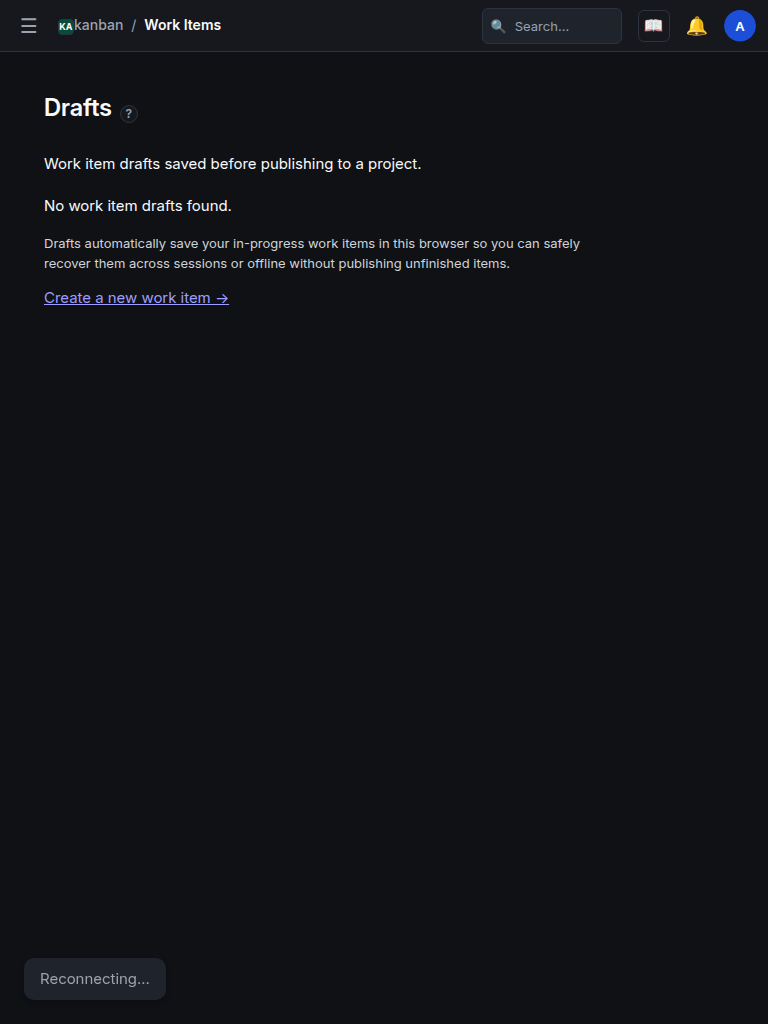 ☰ KA kanban / Work Items 🔍 Search... 📖 🔔 A
Drafts ?
Work item drafts saved before publishing to a project.
No work item drafts found.
Drafts automatically save your in-progress work items in this browser so you can safely
recover them across sessions or offline without publishing unfinished items.
Create a new work item →
Reconnecting...